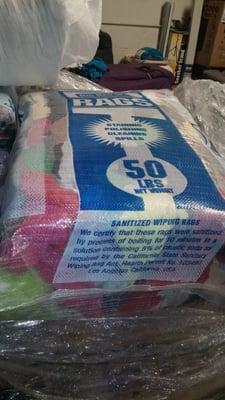 RAGS
STAINING
POLISHING
CLEANING
SPILLS
50
LBS
NET WEIGHT
SANITIZED WIPING RAGS
We certify that these rags were sanitized
by process of boiling for 20 minutes in a
solution containing 5% of caustic soda as
required by the California State Sanitary
Wiping Rag Act. Health Permit No.
Los Angeles California, USA